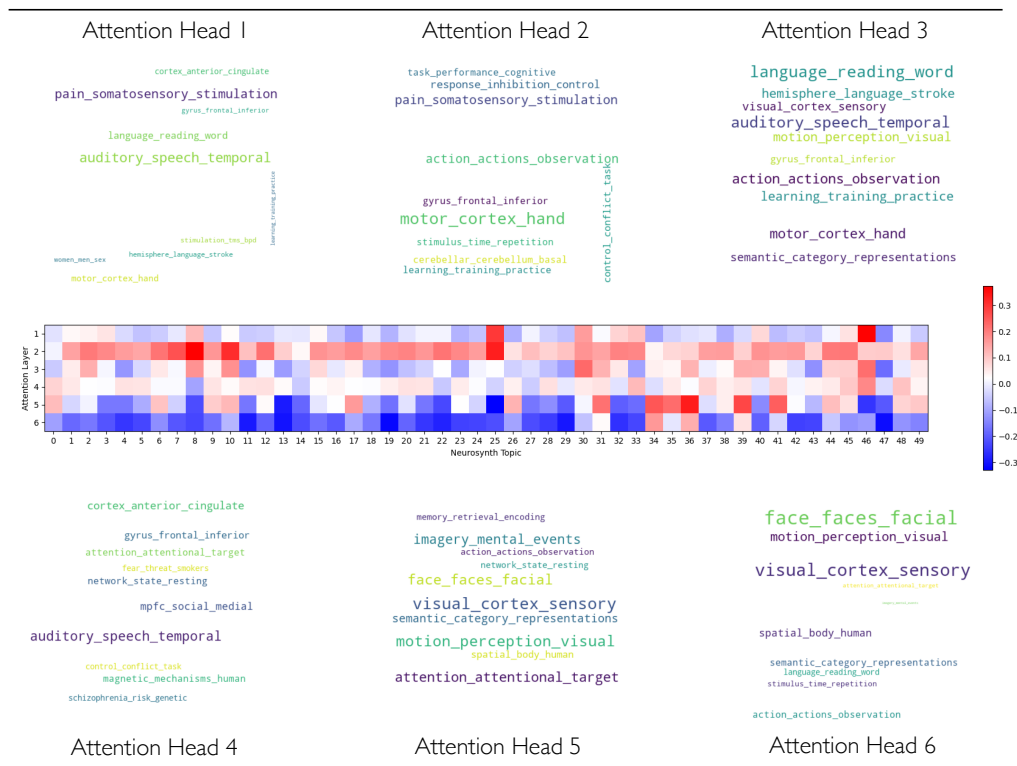 Attention Head 1
Attention Head 2
Attention Head 3
cortex_anterior_cingulate
pain_somatosensory_stimulation
gyrus_frontal_inferior
language_reading_word
auditory_speech_temporal
learning_training_practice
stimulation_tms_bpd
hemisphere_language_stroke
women_men_sex
motor_cortex_hand
task_performance_cognitive
response_inhibition_control
pain_somatosensory_stimulation
action_actions_observation
control_conflict_task
gyrus_frontal_inferior
motor_cortex_hand
stimulus_time_repetition
cerebellar_cerebellum_basal
learning_training_practice
language_reading_word
hemisphere_language_stroke
visual_cortex_sensory
auditory_speech_temporal
motion_perception_visual
gyrus_frontal_inferior
action_actions_observation
learning_training_practice
motor_cortex_hand
semantic_category_representations
Attention Layer
1
2
3
4
5
6
0 1 2 3 4 5 6 7 8 9 10 11 12 13 14 15 16 17 18 19 20 21 22 23 24 25 26 27 28 29 30 31 32 33 34 35 36 37 38 39 40 41 42 43 44 45 46 47 48 49
Neurosynth Topic
0.3
0.2
0.1
0.0
−0.1
−0.2
−0.3
cortex_anterior_cingulate
gyrus_frontal_inferior
attention_attentional_target
fear_threat_smokers
network_state_resting
mpfc_social_medial
auditory_speech_temporal
control_conflict_task
magnetic_mechanisms_human
schizophrenia_risk_genetic
memory_retrieval_encoding
imagery_mental_events
action_actions_observation
network_state_resting
face_faces_facial
visual_cortex_sensory
semantic_category_representations
motion_perception_visual
spatial_body_human
attention_attentional_target
face_faces_facial
motion_perception_visual
visual_cortex_sensory
attention_attentional_target
spatial_body_human
semantic_category_representations
language_reading_word
stimulus_time_repetition
action_actions_observation
Attention Head 4
Attention Head 5
Attention Head 6